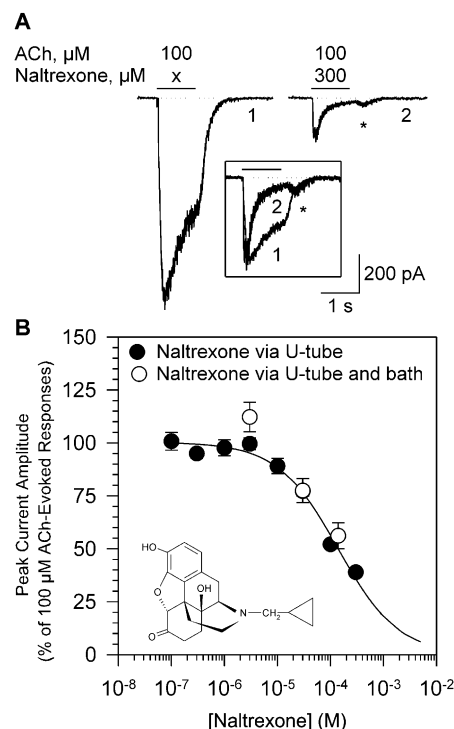 A
ACh, µM 100 100
Naltrexone, µM x 300
1
* 2
2 *
1
200 pA
1 s
B
150
125
100
75
50
25
0
Peak Current Amplitude
(% of 100 µM ACh-Evoked Responses)
Naltrexone via U-tube
Naltrexone via U-tube and bath
HO
OH
O
N CH2
O
10-8 10-7 10-6 10-5 10-4 10-3 10-2
[Naltrexone] (M)